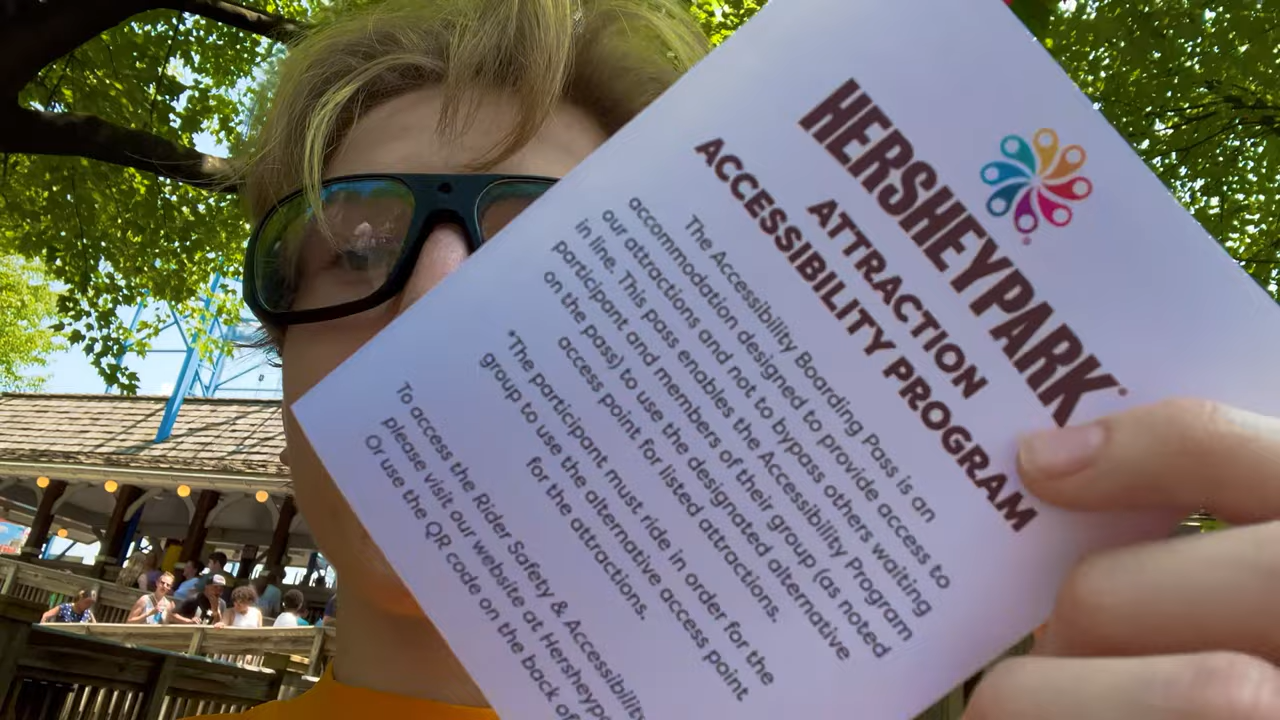 HERSHEYPARK
ATTRACTION
ACCESSIBILITY PROGRAM
The Accessibility Boarding Pass is an
accommodation designed to provide access to
our attractions and not to bypass others waiting
in line. This pass enables the Accessibility Program
participant and members of their group (as noted
on the pass) to use the designated alternative
access point for listed attractions.
*The participant must ride in order for the
group to use the alternative access point
for the attractions.
To access the Rider Safety & Accessibility
please visit our website at Hersheypa
Or use the QR code on the back of